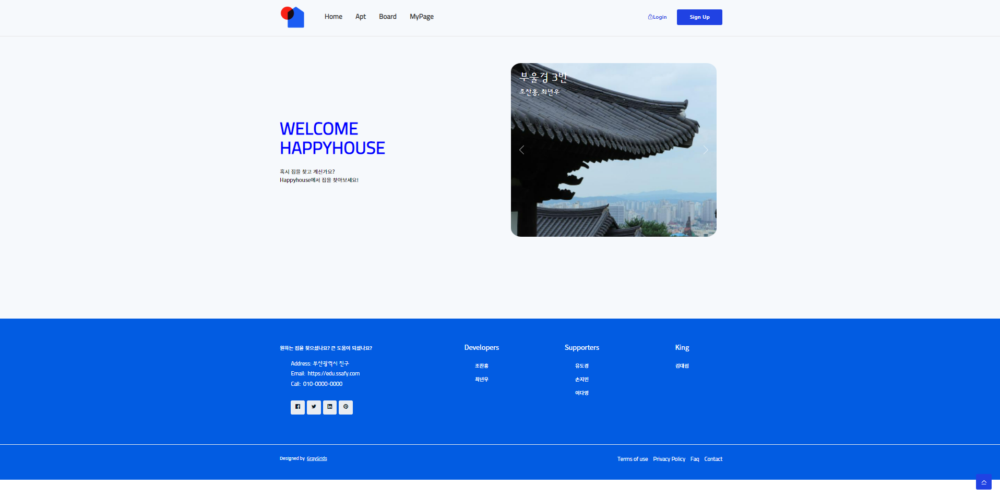 Home Apt Board MyPage Login Sign Up
부울경 3반
조찬홍, 최년우
WELCOME
HAPPYHOUSE
혹시 집을 찾고 계신가요?
Happyhouse에서 집을 찾아보세요!
원하는 집을 찾으셨나요? 큰 도움이 되셨나요?
Address: 부산광역시 진구
Email: https://edu.ssafy.com
Call: 010-0000-0000
Developers
조찬홍
최년우
Supporters
유도경
손지민
이다영
King
김대섭
Designed by GrayGrids
Terms of use Privacy Policy Faq Contact